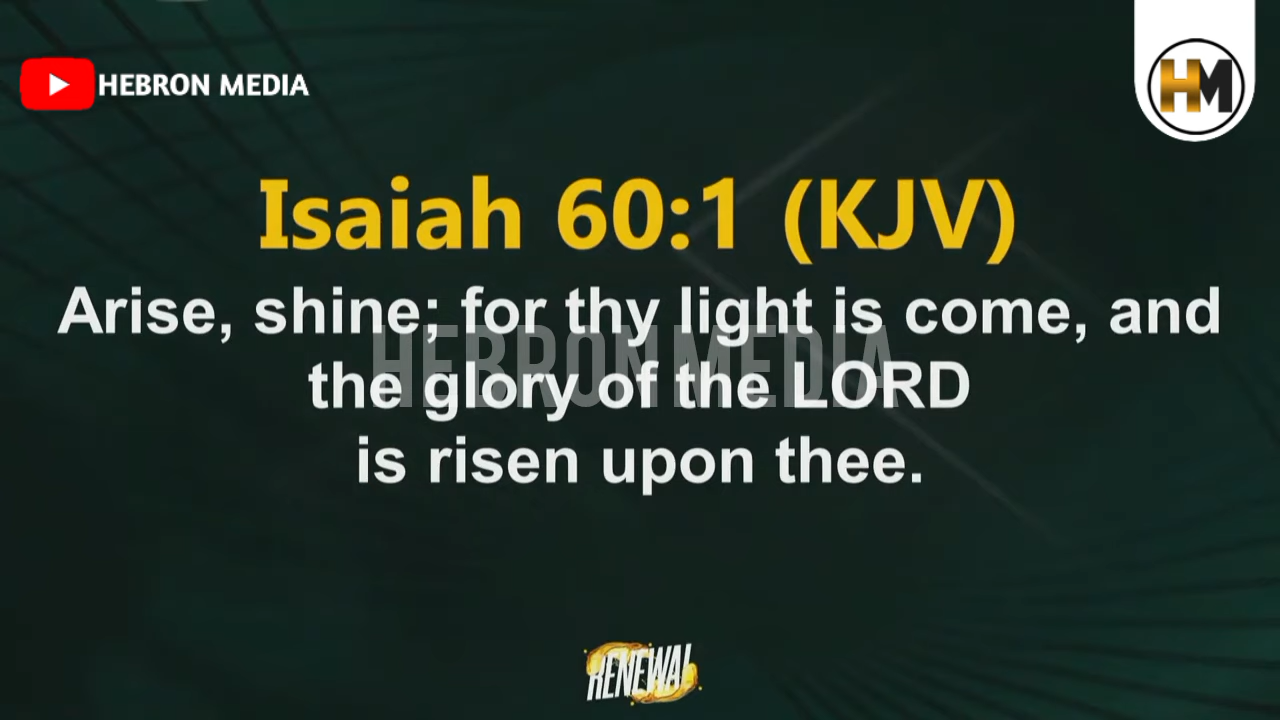 HEBRON MEDIA
HM
Isaiah 60:1 (KJV)
Arise, shine; for thy light is come, and
the glory of the LORD
is risen upon thee.
HEBRON MEDIA
RENEWAL